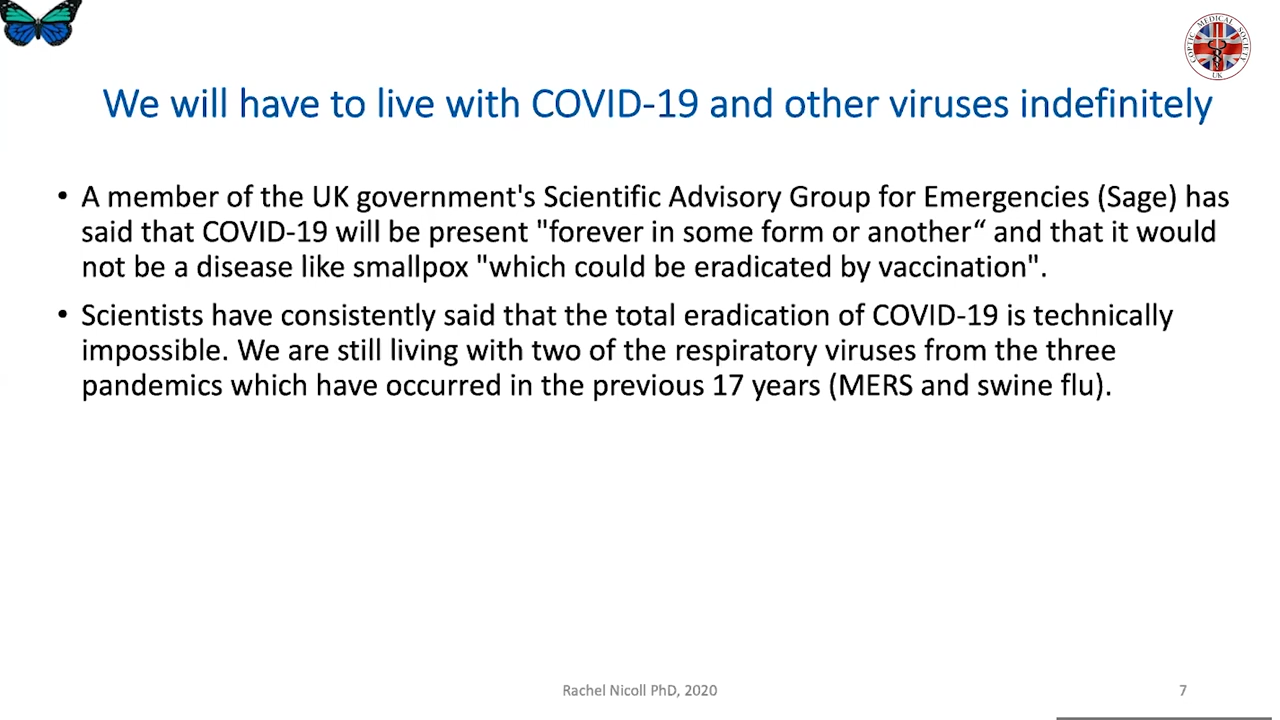 COPTIC MEDICAL SOCIETY
UK
We will have to live with COVID-19 and other viruses indefinitely
• A member of the UK government's Scientific Advisory Group for Emergencies (Sage) has
said that COVID-19 will be present "forever in some form or another“ and that it would
not be a disease like smallpox "which could be eradicated by vaccination".
• Scientists have consistently said that the total eradication of COVID-19 is technically
impossible. We are still living with two of the respiratory viruses from the three
pandemics which have occurred in the previous 17 years (MERS and swine flu).
Rachel Nicoll PhD, 2020
7